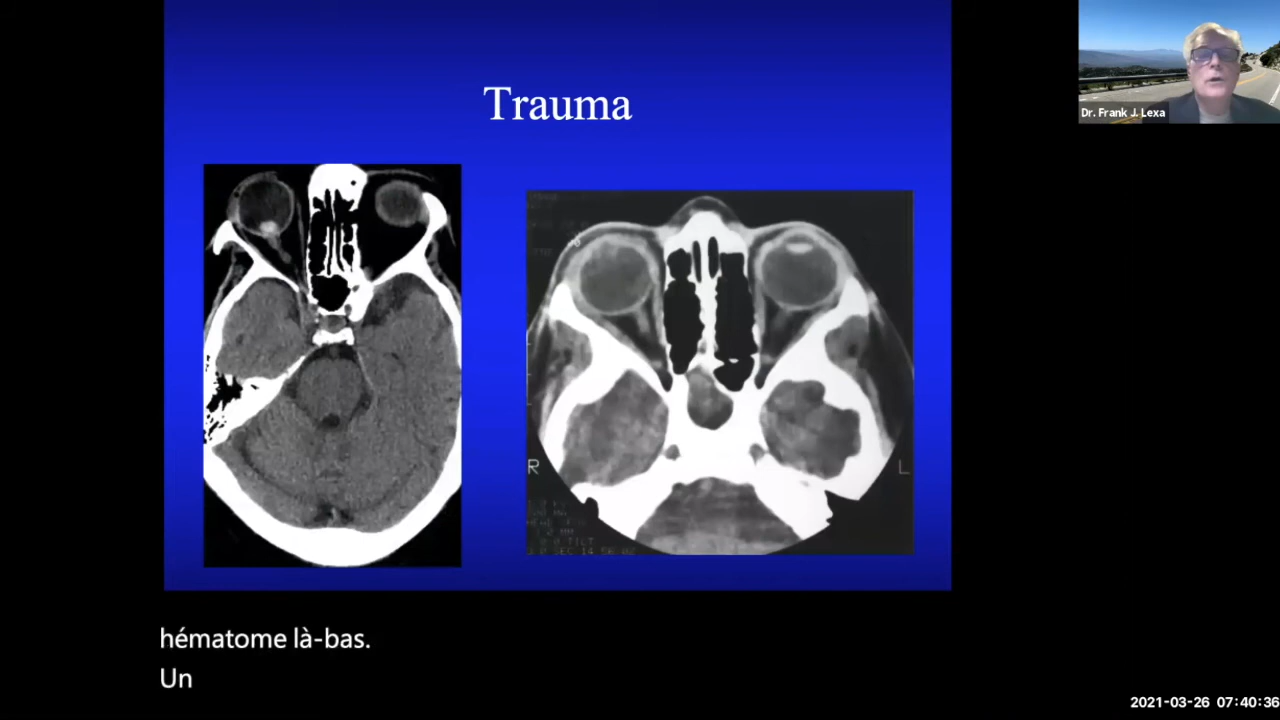 Trauma
Dr. Frank J. Lexa
R
L
hématome là-bas.
Un
2021-03-26 07:40:36